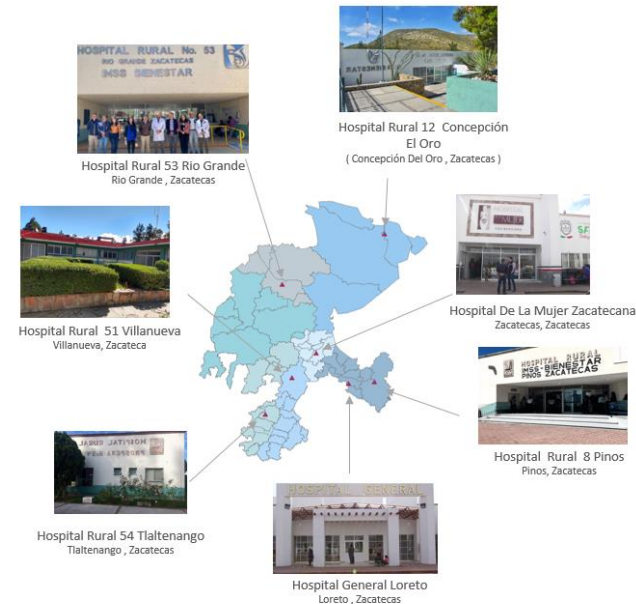 HOSPITAL RURAL No. 53
RIO GRANDE ZACATECAS
IMSS BIENESTAR
Hospital Rural 53 Rio Grande
Rio Grande , Zacatecas
Hospital Rural 12 Concepción
El Oro
( Concepción Del Oro , Zacatecas )
Hospital Rural 51 Villanueva
Villanueva, Zacateca
MUJER
Hospital De La Mujer Zacatecana
Zacatecas, Zacatecas
HOSPITAL RURAL
IMSS-BIENESTAR
PINOS ZACATECAS
Hospital Rural 8 Pinos
Pinos, Zacatecas
HOSPITAL RURAL
Hospital Rural 54 Tlaltenango
Tlaltenango , Zacatecas
HOSPITAL GENERAL
Hospital General Loreto
Loreto , Zacatecas